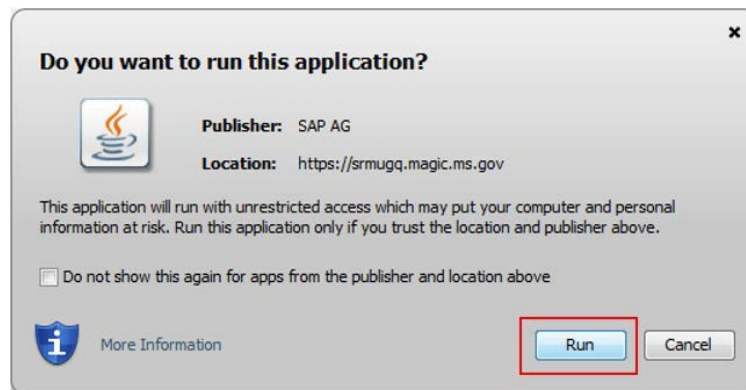 Do you want to run this application?
Publisher: SAP AG
Location: https://srmugq.magic.ms.gov
This application will run with unrestricted access which may put your computer and personal
information at risk. Run this application only if you trust the location and publisher above.
Do not show this again for apps from the publisher and location above
More Information
Run
Cancel